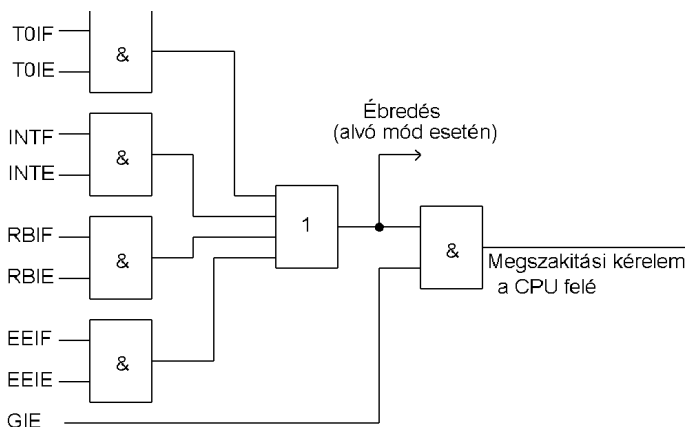 T0IF
T0IE
&
INTF
INTE
&
RBIF
RBIE
&
EEIF
EEIE
&
GIE
1
Ébredés
(alvó mód esetén)
&
Megszakitási kérelem
a CPU felé